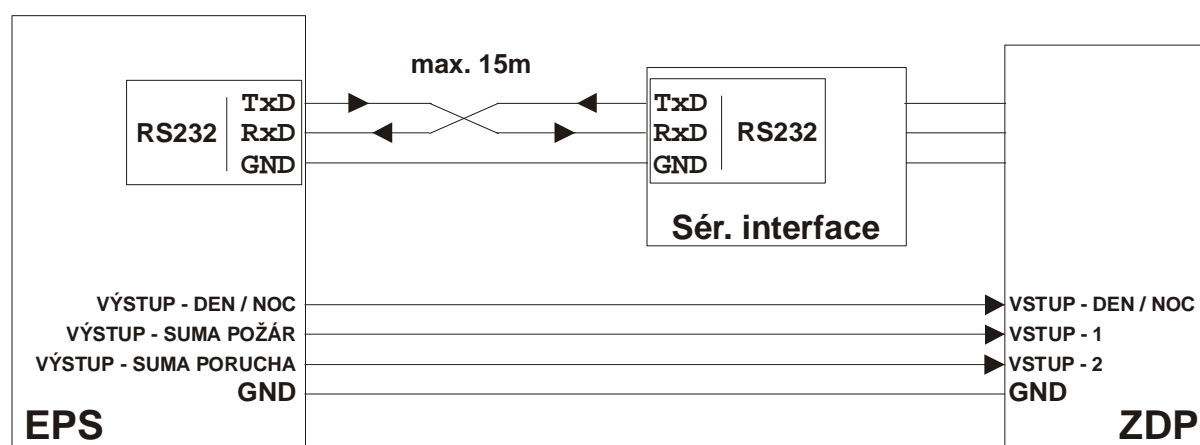 max. 15m
RS232
TxD
RxD
GND
TxD
RxD
GND
RS232
Sér. interface
VÝSTUP - DEN / NOC
VSTUP - DEN / NOC
VÝSTUP - SUMA POŽÁR
VSTUP - 1
VÝSTUP - SUMA PORUCHA
VSTUP - 2
GND
GND
EPS
ZDP